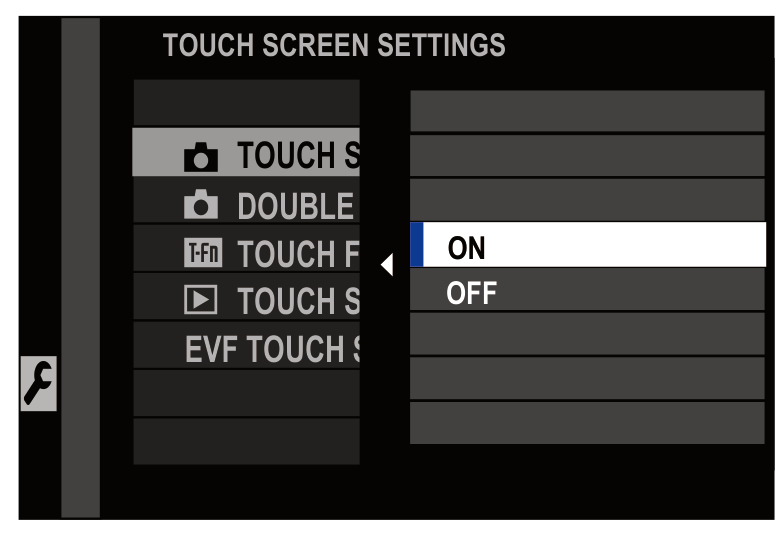 TOUCH SCREEN SETTINGS
TOUCH S
DOUBLE
T-Fn TOUCH F
TOUCH S
EVF TOUCH S
ON
OFF